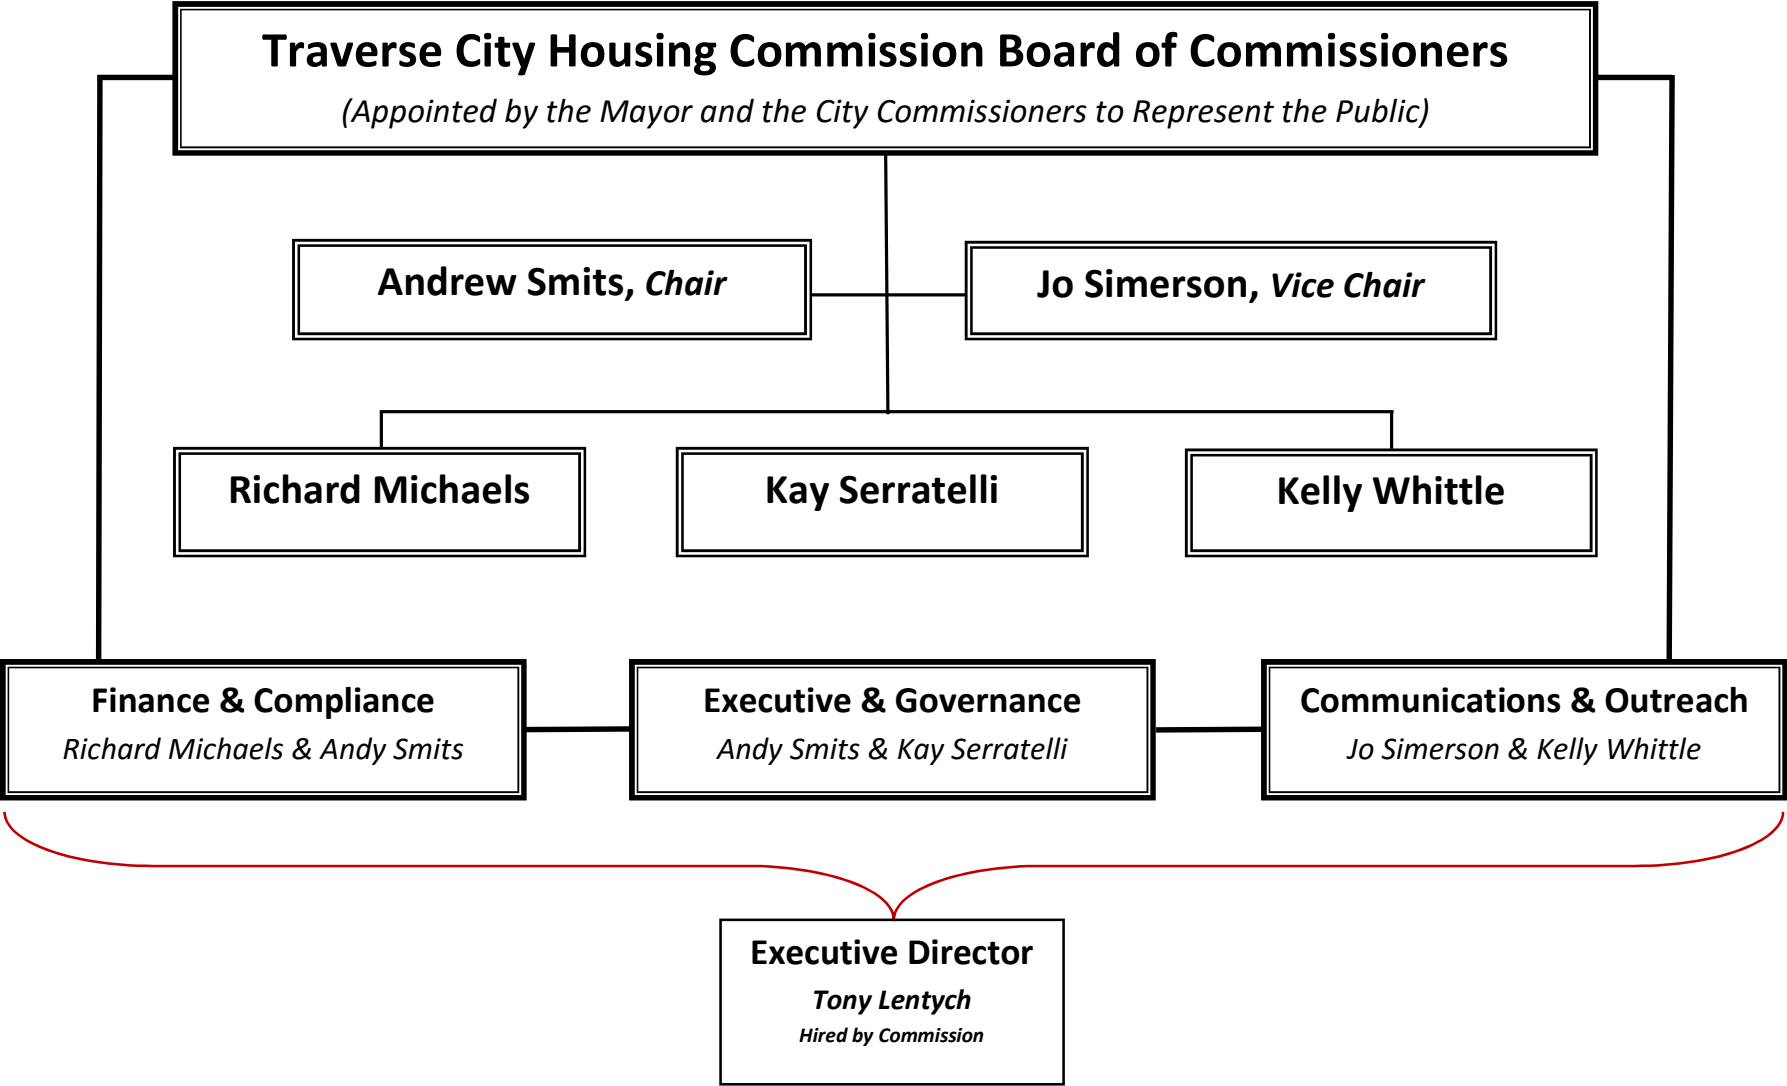 Traverse City Housing Commission Board of Commissioners
(Appointed by the Mayor and the City Commissioners to Represent the Public)
Andrew Smits, Chair
Jo Simerson, Vice Chair
Richard Michaels
Kay Serratelli
Kelly Whittle
Finance & Compliance
Richard Michaels & Andy Smits
Executive & Governance
Andy Smits & Kay Serratelli
Communications & Outreach
Jo Simerson & Kelly Whittle
Executive Director
Tony Lentych
Hired by Commission